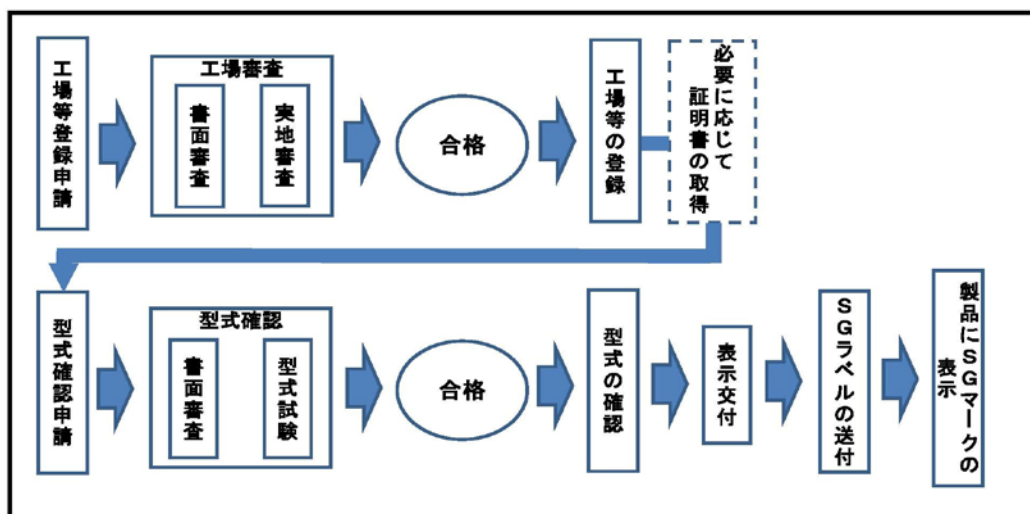 工場等登録申請
工場審査
書面審査
実地審査
合格
工場等の登録
必要に応じて
証明書の取得
型式確認申請
型式確認
書面審査
型式試験
合格
型式の確認
表示交付
SGラベルの送付
製品にSGマークの
表示